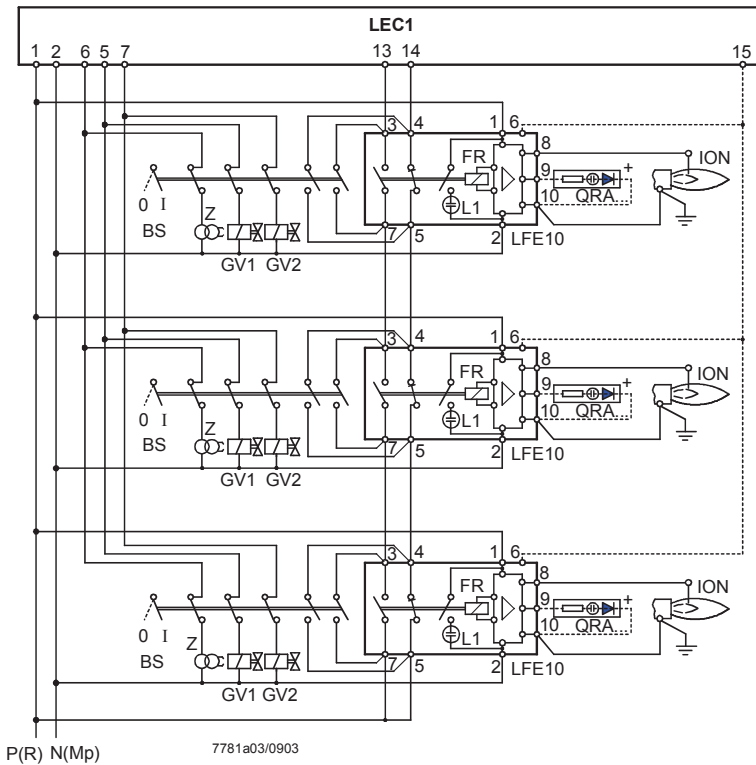 LEC1
1 2 6 5 7 13 14 15
3 4 1 6
8
FR
ION
9 +
0 I Z 10 QRA...
L1
BS 7 5 2 LFE10
GV1 GV2
3 4 1 6
8
FR
ION
9 +
0 I Z 10 QRA...
L1
BS 7 5 2 LFE10
GV1 GV2
3 4 1 6
8
FR
ION
9 +
0 I Z 10 QRA...
L1
BS 7 5 2 LFE10
GV1 GV2
P(R) N(Mp) 7781a03/0903